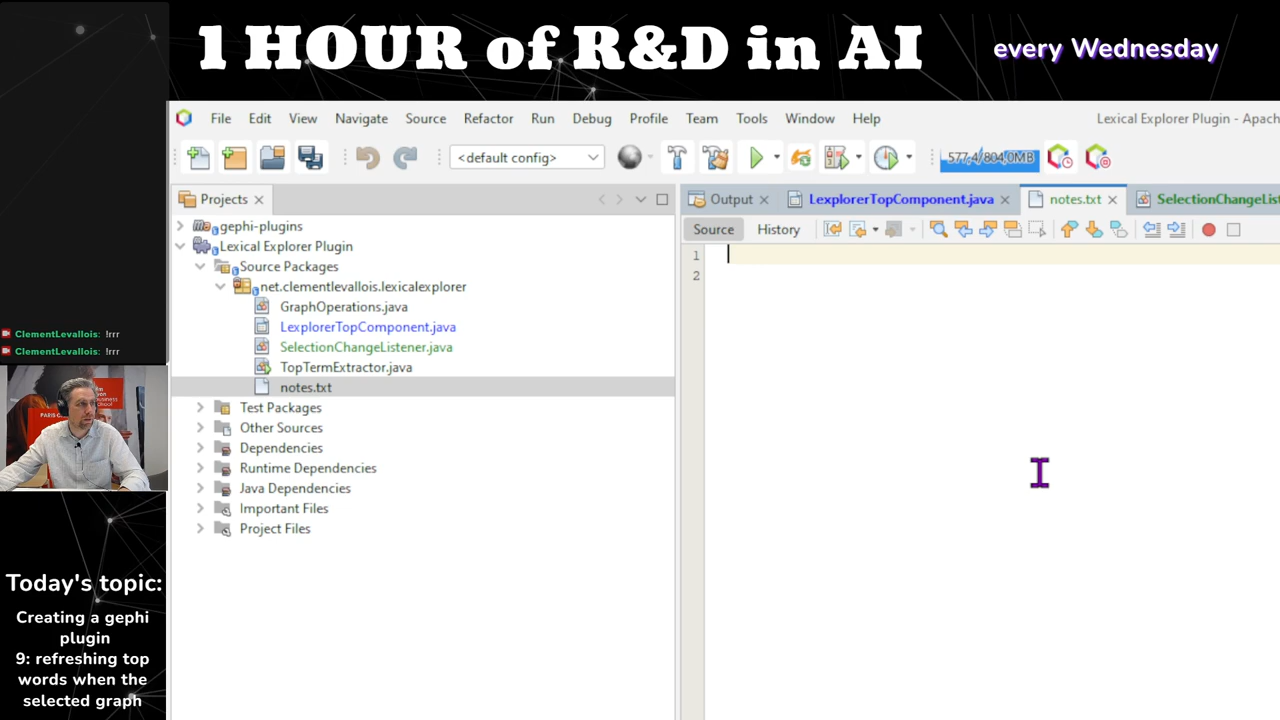 1 HOUR of R&D in AI
every Wednesday
File Edit View Navigate Source Refactor Run Debug Profile Team Tools Window Help
Lexical Explorer Plugin - Apach
<default config>
577,4/804,0MB
Projects
Output
LexplorerTopComponent.java
notes.txt
SelectionChangeList
Source
History
gephi-plugins
Lexical Explorer Plugin
Source Packages
net.clementlevallois.lexicalexplorer
GraphOperations.java
LexplorerTopComponent.java
SelectionChangeListener.java
TopTermExtractor.java
notes.txt
Test Packages
Other Sources
Dependencies
Runtime Dependencies
Java Dependencies
Important Files
Project Files
1
2
ClementLevallois: !rrr
ClementLevallois: !rrr
Today's topic:
Creating a gephi
plugin
9: refreshing top
words when the
selected graph